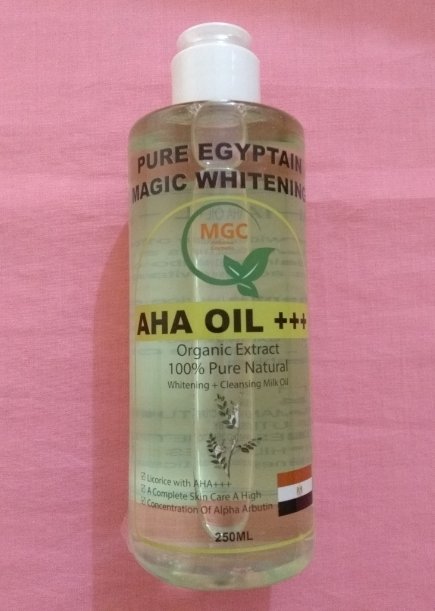 PURE EGYPTAIN
MAGIC WHITENING
MGC
AHA OIL +++
Organic Extract
100% Pure Natural
Whitening + Cleansing Milk Oil
Licorice with AHA+++
A Complete Skin Care A High
Concentration Of Alpha Arbutin
250ML